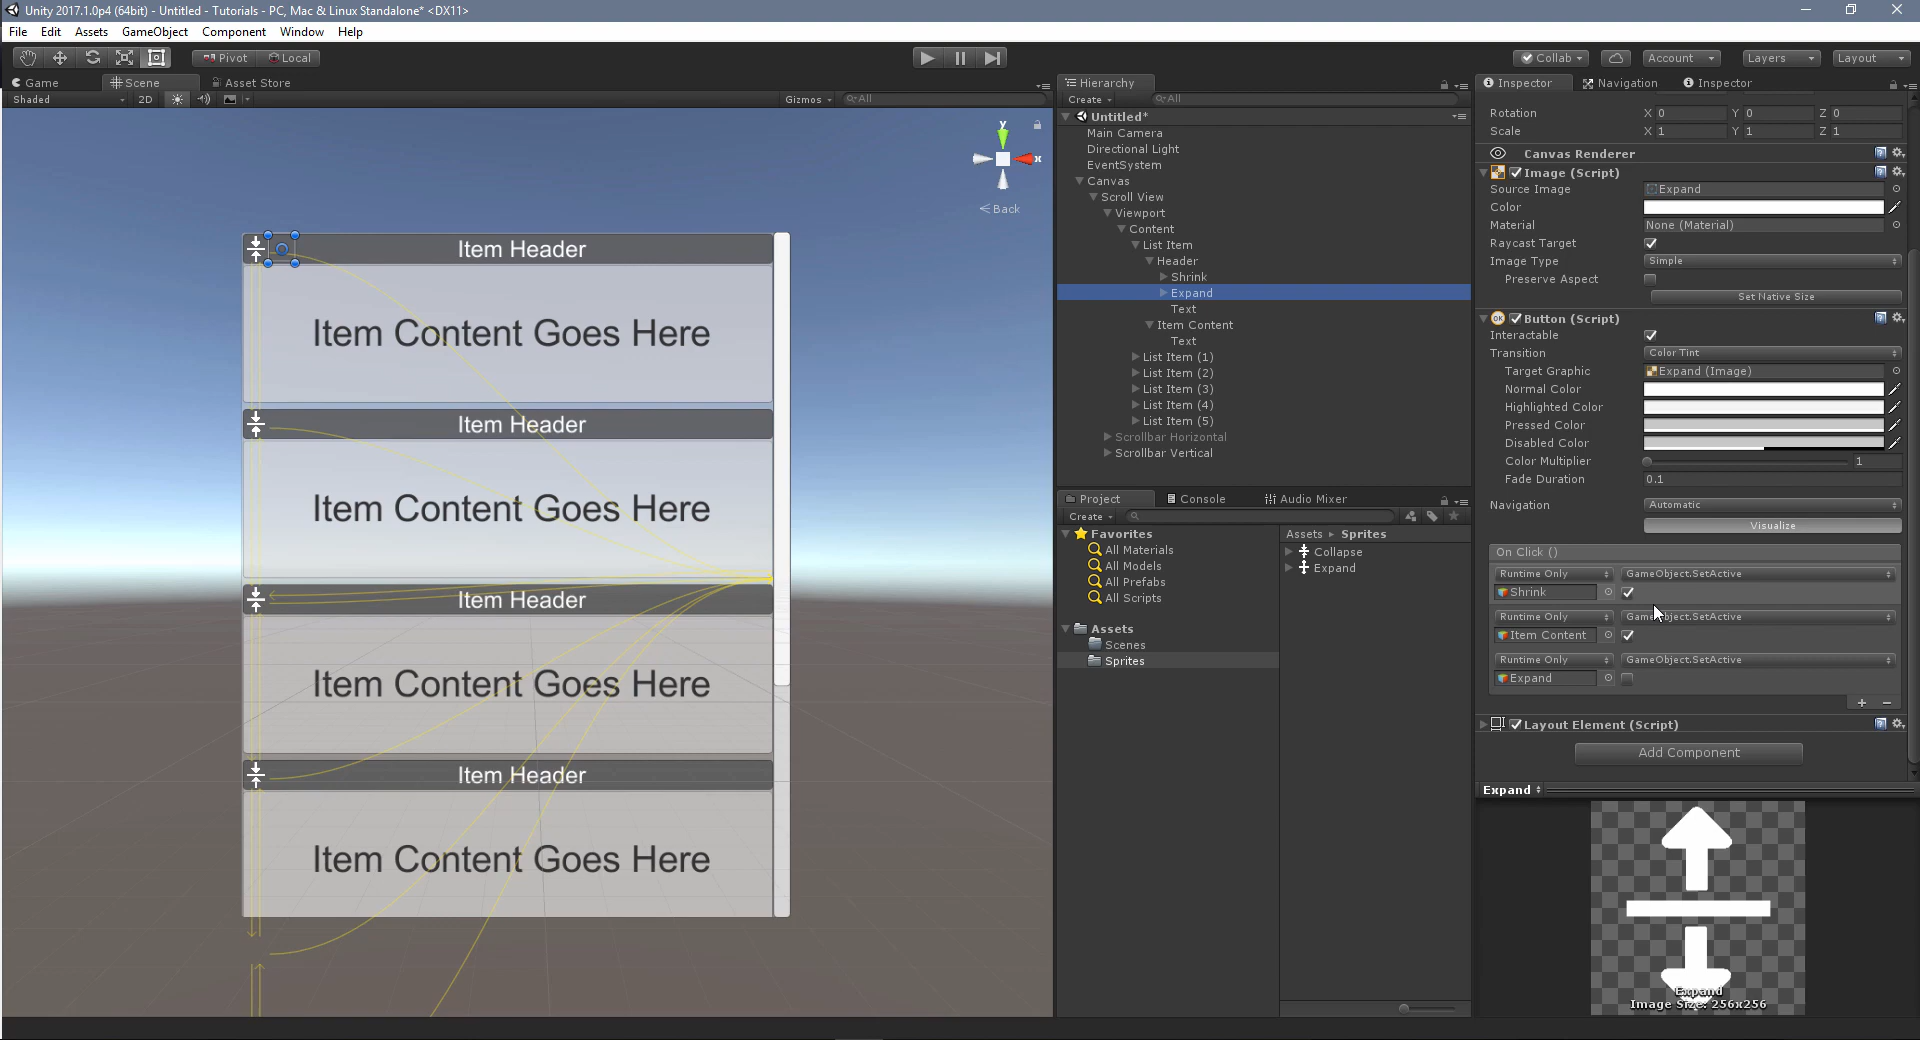 Unity 2017.1.0p4 (64bit) - Untitled - Tutorials - PC, Mac & Linux Standalone* <DX11>
File Edit Assets GameObject Component Window Help
Pivot Local Collab Account Layers Layout
Game Scene Asset Store
Shaded 2D Gizmos All
y
x
Back
Item Header
Item Content Goes Here
Item Header
Item Content Goes Here
Item Header
Item Content Goes Here
Item Header
Item Content Goes Here
Hierarchy
Create All
Untitled*
Main Camera
Directional Light
EventSystem
Canvas
Scroll View
Viewport
Content
List Item
Header
Shrink
Expand
Text
Item Content
Text
List Item (1)
List Item (2)
List Item (3)
List Item (4)
List Item (5)
Scrollbar Horizontal
Scrollbar Vertical
Project Console Audio Mixer
Create
Favorites
All Materials
All Models
All Prefabs
All Scripts
Assets
Scenes
Sprites
Assets Sprites
Collapse
Expand
Inspector Navigation Inspector
Rotation X 0 Y 0 Z 0
Scale X 1 Y 1 Z 1
Canvas Renderer
Image (Script)
Source Image Expand
Color
Material None (Material)
Raycast Target
Image Type Simple
Preserve Aspect
Set Native Size
OK Button (Script)
Interactable
Transition Color Tint
Target Graphic Expand (Image)
Normal Color
Highlighted Color
Pressed Color
Disabled Color
Color Multiplier 1
Fade Duration 0.1
Navigation Automatic
Visualize
On Click ()
Runtime Only GameObject.SetActive
Shrink
Runtime Only GameObject.SetActive
Item Content
Runtime Only GameObject.SetActive
Expand
Layout Element (Script)
Add Component
Expand
Expand
Image Size: 256x256